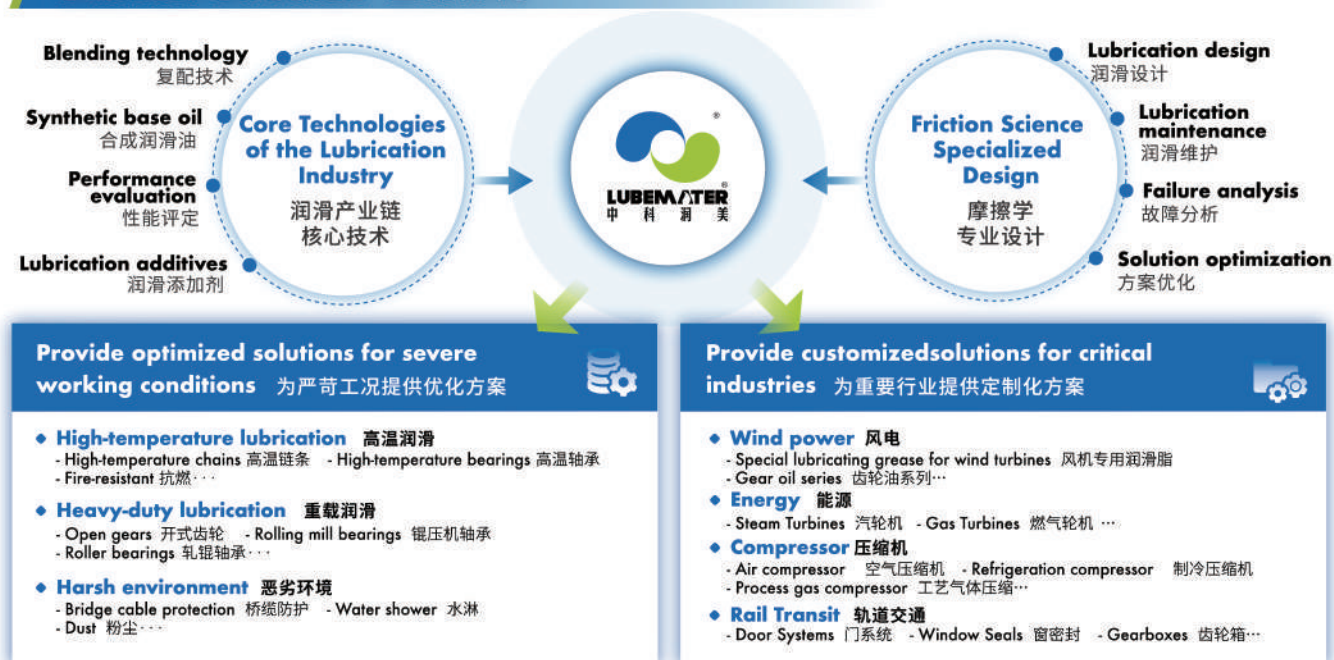 Blending technology
复配技术
Synthetic base oil
合成润滑油
Performance
evaluation
性能评定
Lubrication additives
润滑添加剂
Core Technologies
of the Lubrication
Industry
润滑产业链
核心技术
®
LUBEMATER®
中科润美
Friction Science
Specialized
Design
摩擦学
专业设计
Lubrication design
润滑设计
Lubrication
maintenance
润滑维护
Failure analysis
故障分析
Solution optimization
方案优化
Provide optimized solutions for severe
working conditions 为严苛工况提供优化方案
High-temperature lubrication 高温润滑
- High-temperature chains 高温链条 - High-temperature bearings 高温轴承
- Fire-resistant 抗燃···
Heavy-duty lubrication 重载润滑
- Open gears 开式齿轮 - Rolling mill bearings 辊压机轴承
- Roller bearings 轧辊轴承···
Harsh environment 恶劣环境
- Bridge cable protection 桥缆防护 - Water shower 水淋
- Dust 粉尘···
Provide customizedsolutions for critical
industries 为重要行业提供定制化方案
Wind power 风电
- Special lubricating grease for wind turbines 风机专用润滑脂
- Gear oil series 齿轮油系列···
Energy 能源
- Steam Turbines 汽轮机 - Gas Turbines 燃气轮机 ···
Compressor 压缩机
- Air compressor 空气压缩机 - Refrigeration compressor 制冷压缩机
- Process gas compressor 工艺气体压缩···
Rail Transit 轨道交通
- Door Systems 门系统 - Window Seals 窗密封 - Gearboxes 齿轮箱···